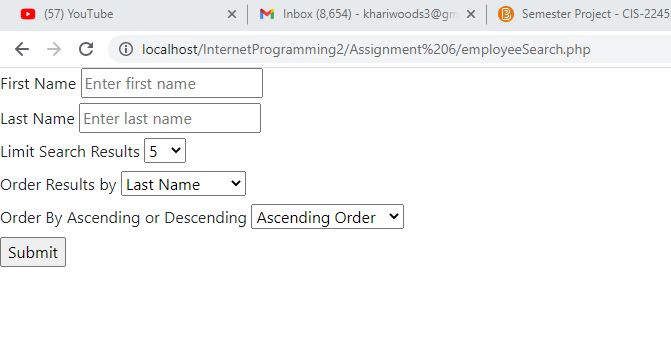 (57) YouTube
Inbox (8,654) - khariwoods3@gm
Semester Project - CIS-2245
localhost/InternetProgramming2/Assignment%206/employeeSearch.php
First Name Enter first name
Last Name Enter last name
Limit Search Results 5
Order Results by Last Name
Order By Ascending or Descending Ascending Order
Submit